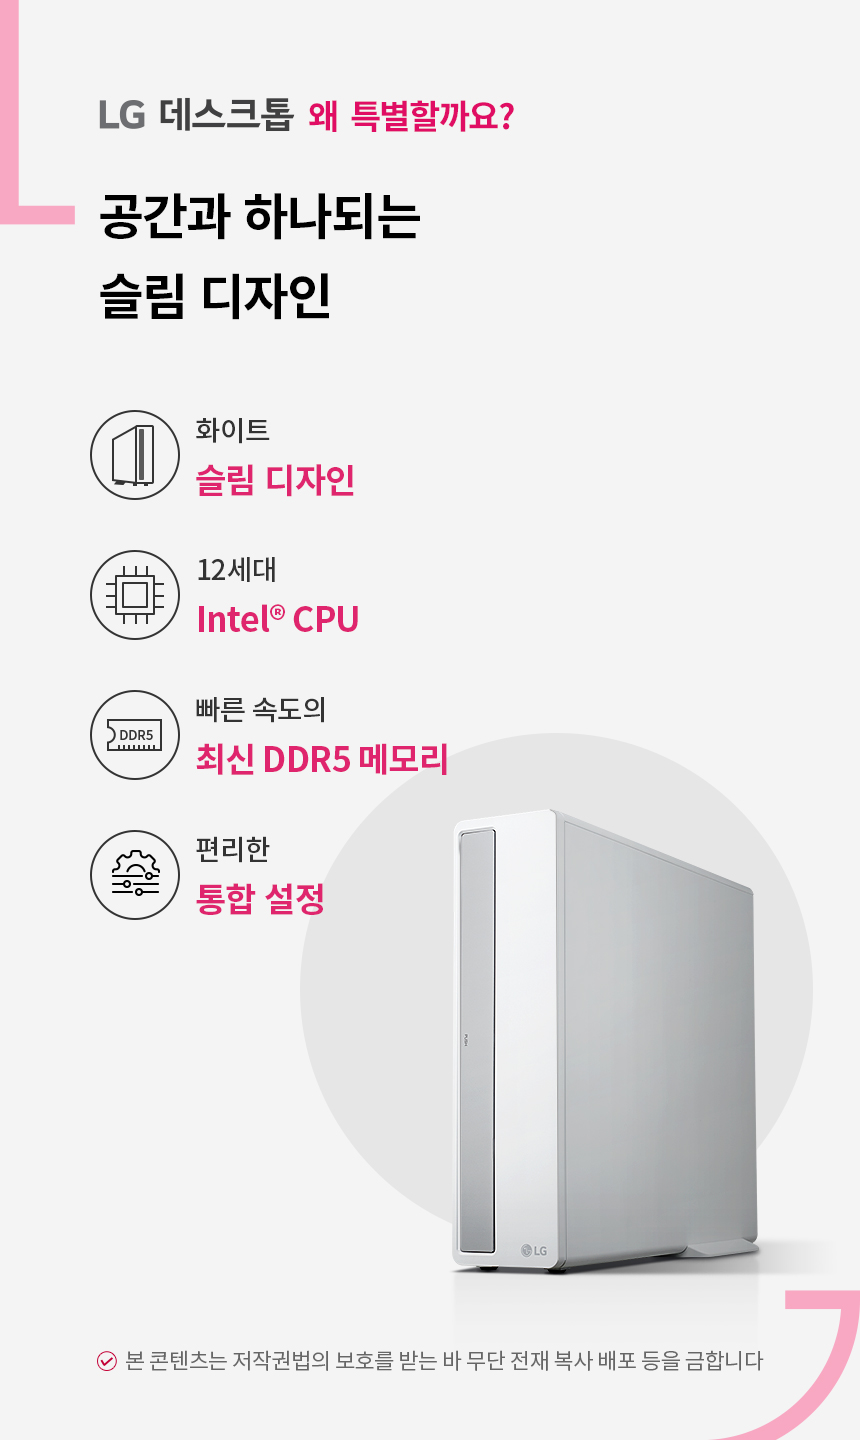 LG 데스크톱 왜 특별할까요?
공간과 하나되는
슬림 디자인
화이트
슬림 디자인
12세대
Intel® CPU
DDR5
빠른 속도의
최신 DDR5 메모리
편리한
통합 설정
PUSH
LG
본 콘텐츠는 저작권법의 보호를 받는 바 무단 전재 복사 배포 등을 금합니다